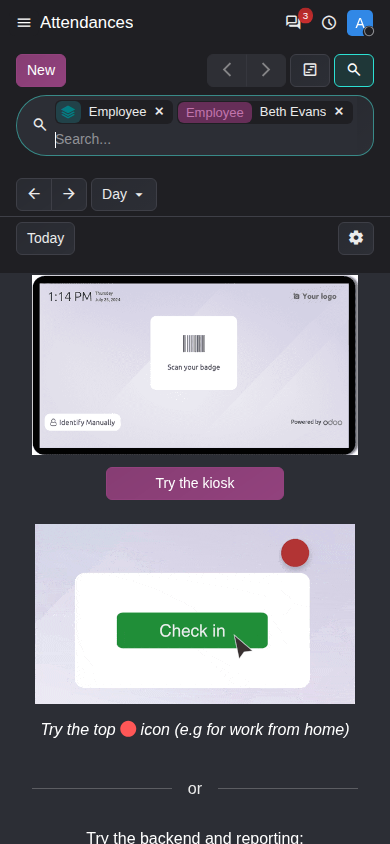 Attendances
3
A
New
Employee ×
Employee Beth Evans ×
Search...
Day
Today
1:14 PM
Thursday
July 25, 2024
Your logo
Scan your badge
Identify Manually
Powered by odoo
Try the kiosk
Check in
Try the top icon (e.g for work from home)
or
Try the backend and reporting: